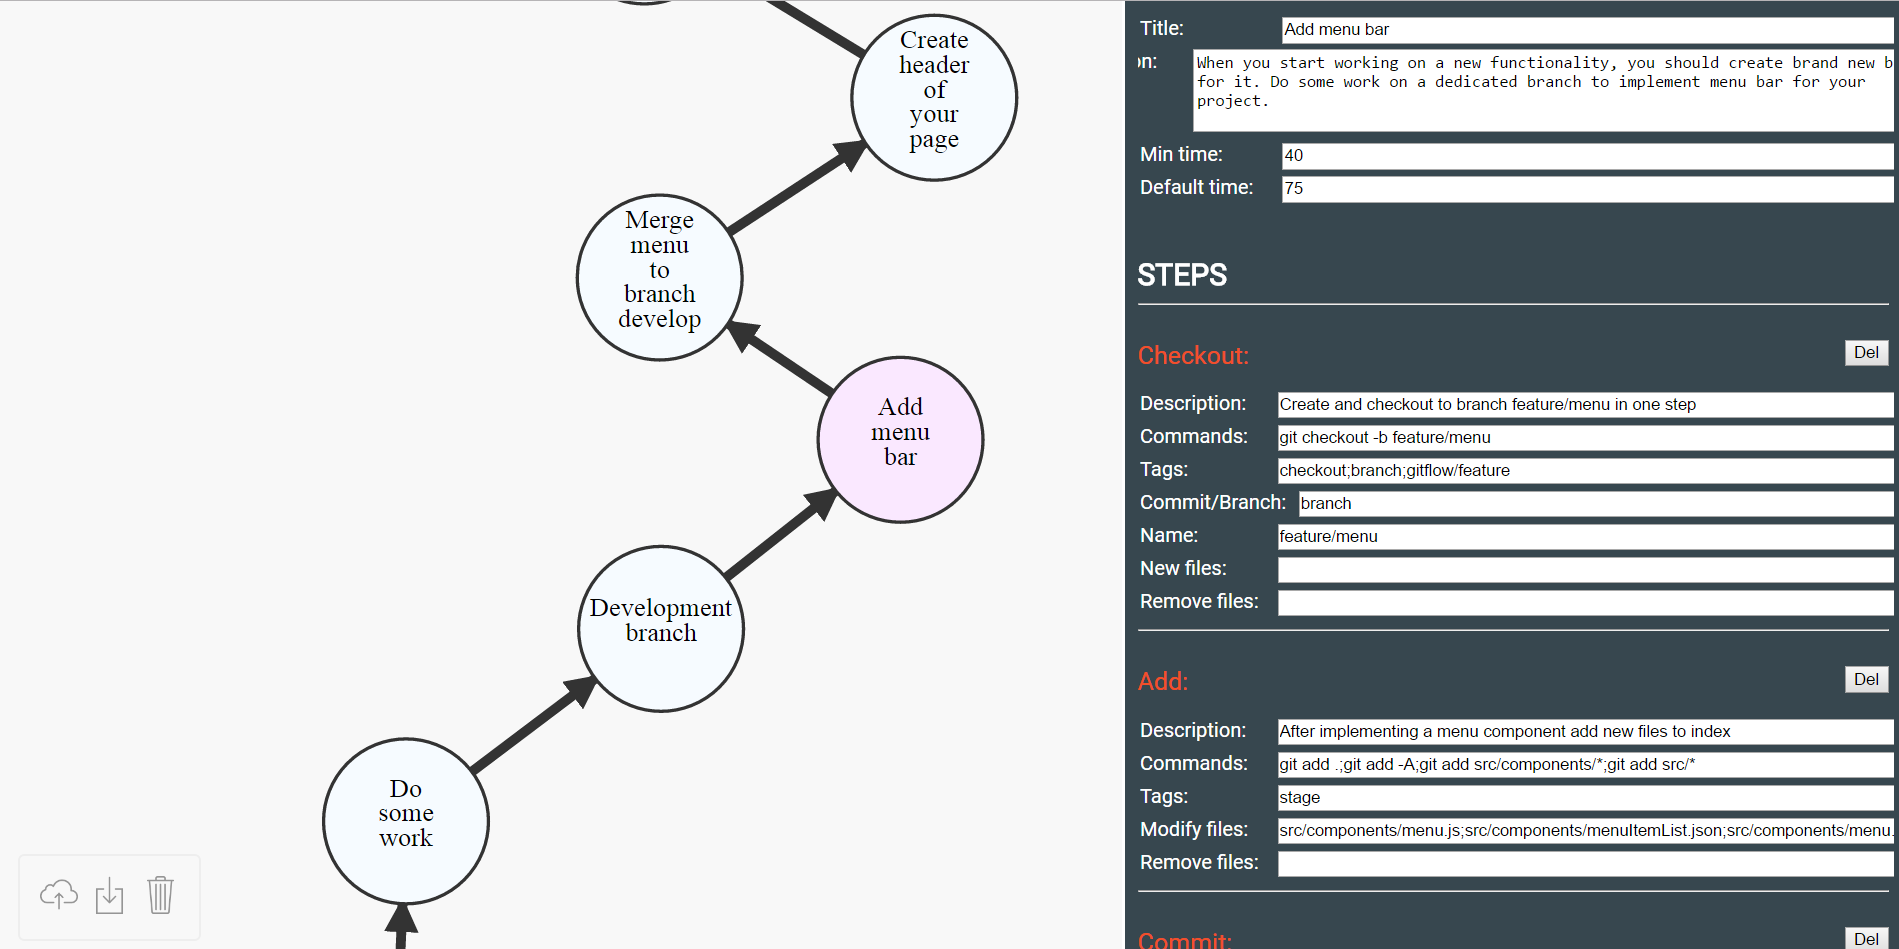 Create
header
of
your
page
Merge
menu
to
branch
develop
Add
menu
bar
Development
branch
Do
some
work
Title: Add menu bar
on: When you start working on a new functionality, you should create brand new b
for it. Do some work on a dedicated branch to implement menu bar for your
project.
Min time: 40
Default time: 75
STEPS
Checkout: Del
Description: Create and checkout to branch feature/menu in one step
Commands: git checkout -b feature/menu
Tags: checkout;branch;gitflow/feature
Commit/Branch: branch
Name: feature/menu
New files:
Remove files:
Add: Del
Description: After implementing a menu component add new files to index
Commands: git add .;git add -A;git add src/components/*;git add src/*
Tags: stage
Modify files: src/components/menu.js;src/components/menuItemList.json;src/components/menu.
Remove files:
Commit: Del